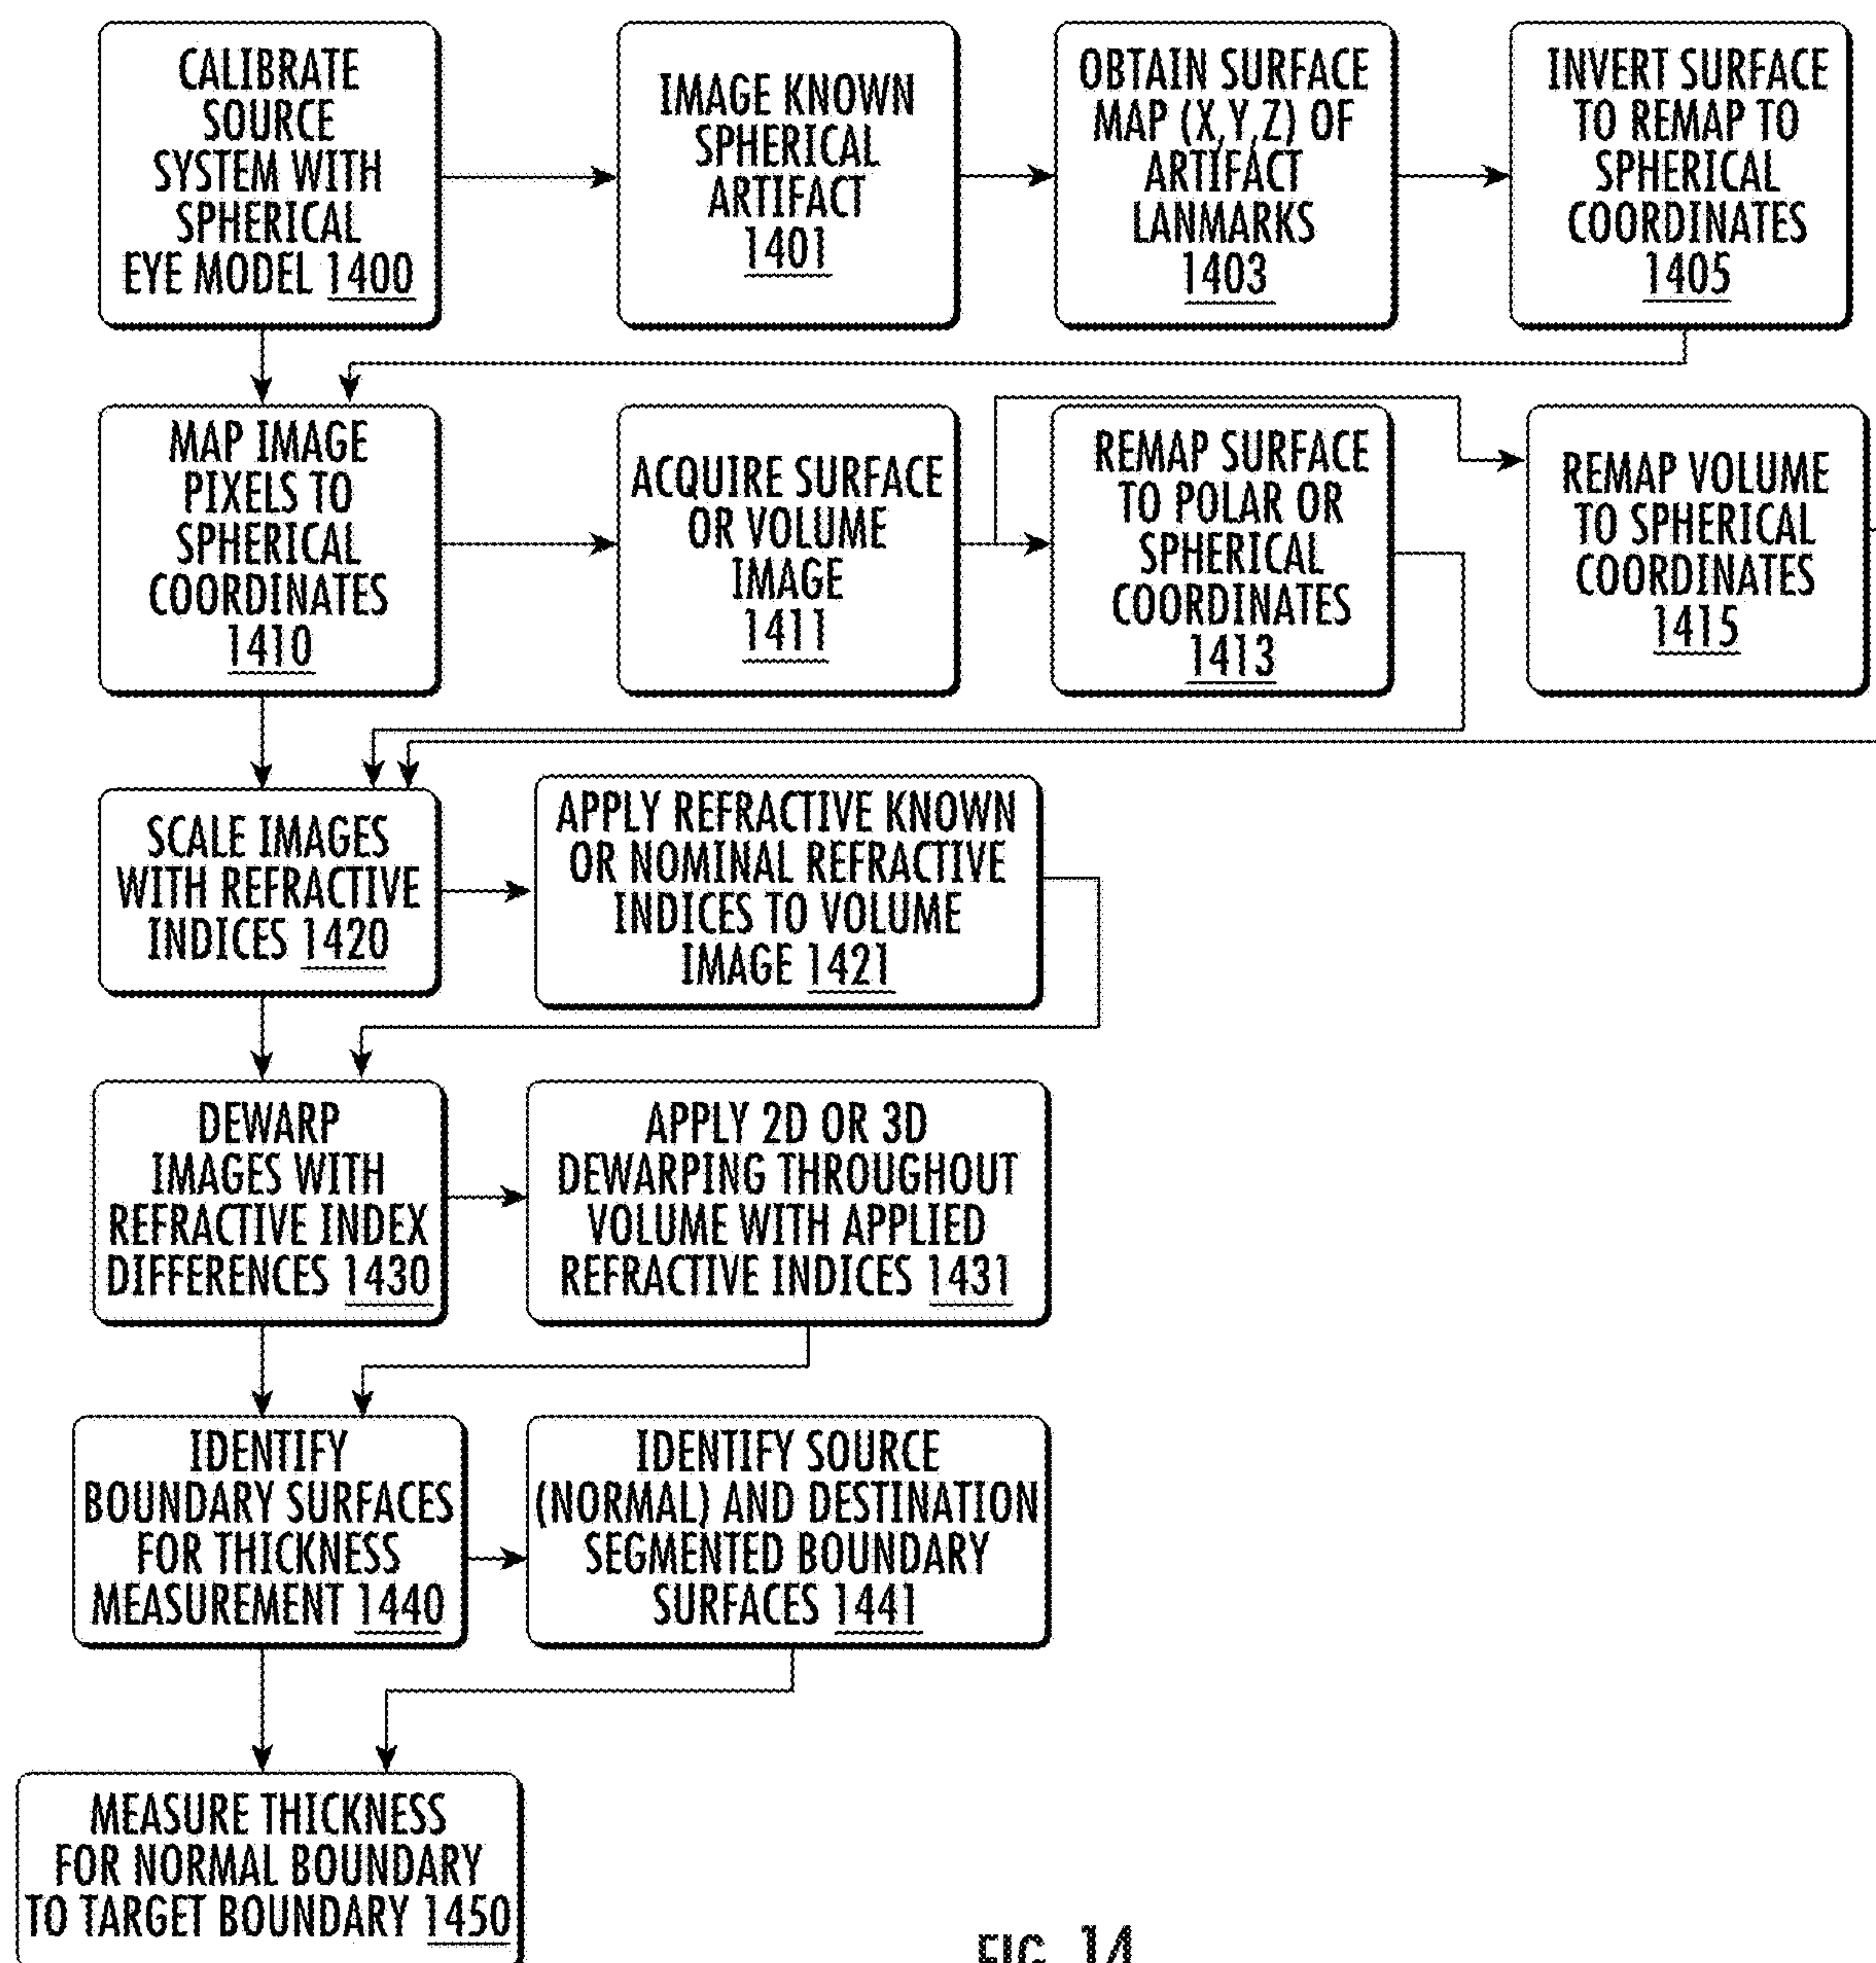 CALIBRATE
SOURCE
SYSTEM WITH
SPHERICAL
EYE MODEL 1400
IMAGE KNOWN
SPHERICAL
ARTIFACT
1401
OBTAIN SURFACE
MAP (X,Y,Z) OF
ARTIFACT
LANMARKS
1403
INVERT SURFACE
TO REMAP TO
SPHERICAL
COORDINATES
1405
MAP IMAGE
PIXELS TO
SPHERICAL
COORDINATES
1410
ACQUIRE SURFACE
OR VOLUME
IMAGE
1411
REMAP SURFACE
TO POLAR OR
SPHERICAL
COORDINATES
1413
REMAP VOLUME
TO SPHERICAL
COORDINATES
1415
SCALE IMAGES
WITH REFRACTIVE
INDICES 1420
APPLY REFRACTIVE KNOWN
OR NOMINAL REFRACTIVE
INDICES TO VOLUME
IMAGE 1421
DEWARP
IMAGES WITH
REFRACTIVE INDEX
DIFFERENCES 1430
APPLY 2D OR 3D
DEWARPING THROUGHOUT
VOLUME WITH APPLIED
REFRACTIVE INDICES 1431
IDENTIFY
BOUNDARY SURFACES
FOR THICKNESS
MEASUREMENT 1440
IDENTIFY SOURCE
(NORMAL) AND DESTINATION
SEGMENTED BOUNDARY
SURFACES 1441
MEASURE THICKNESS
FOR NORMAL BOUNDARY
TO TARGET BOUNDARY 1450
FIG. 14